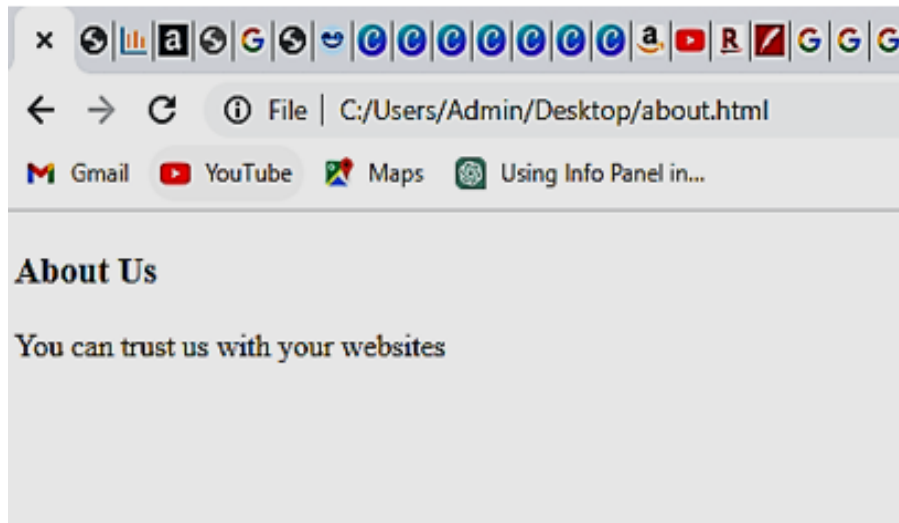 File | C:/Users/Admin/Desktop/about.html
Gmail YouTube Maps Using Info Panel in...
About Us
You can trust us with your websites